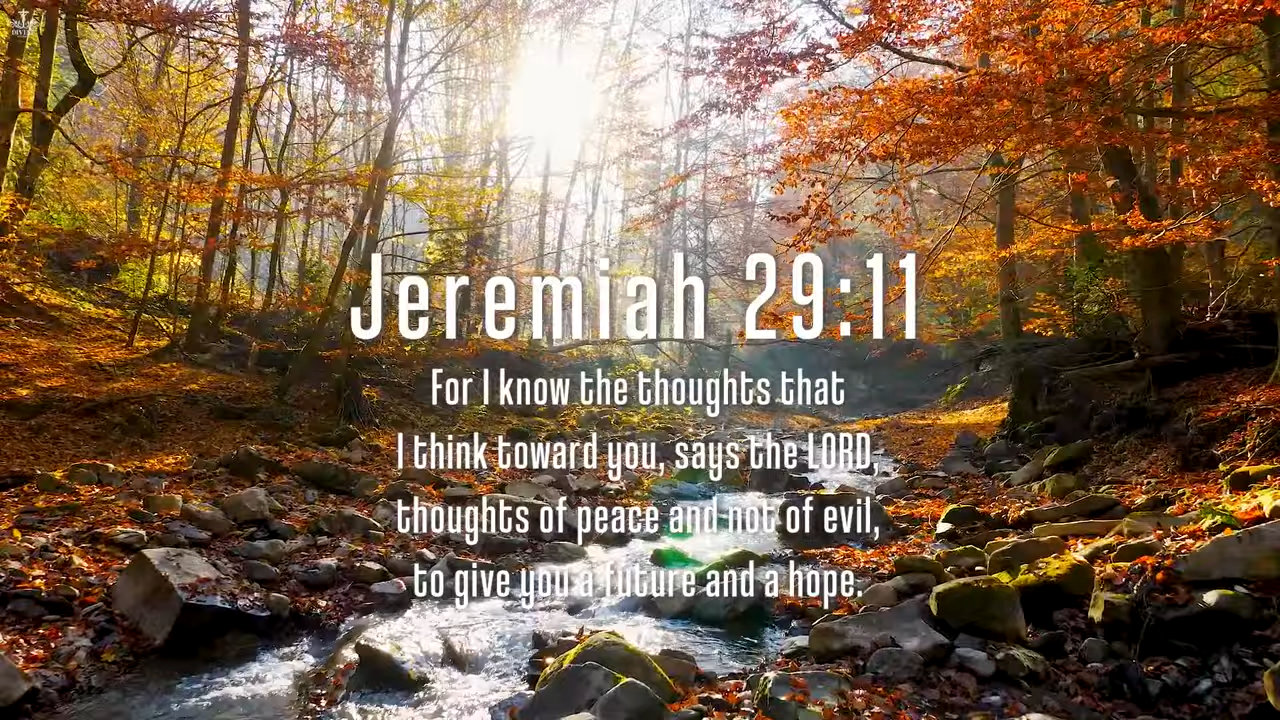 Jeremiah 29:11
For I know the thoughts that
I think toward you, says the LORD,
thoughts of peace and not of evil,
to give you a future and a hope.